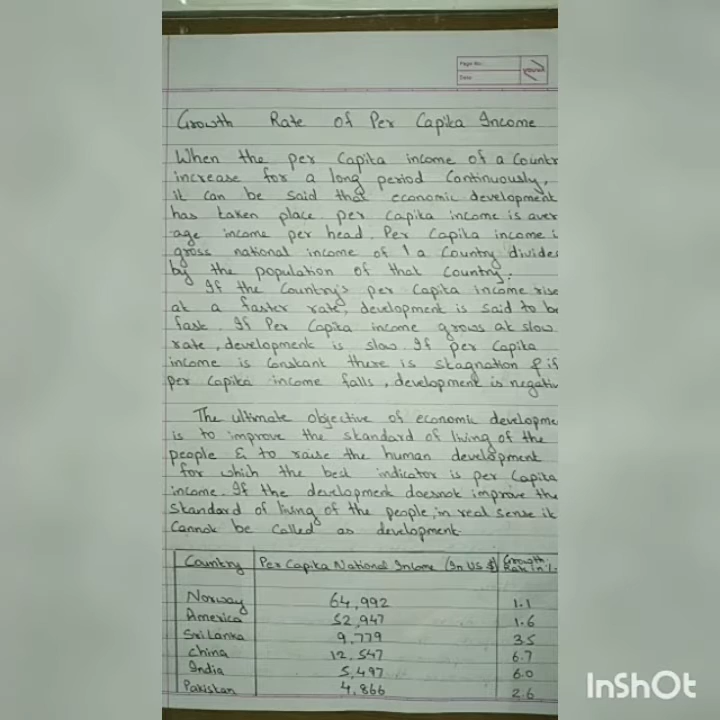 Page No.
Date
Growth Rate of Per Capita Income
When the per Capita income of a Countr
increase for a long period Continuously,
it can be said that economic development
has taken place. per Capita income is aver
age income per head. Per Capita income i
gross national income of a Country divides
by the population of that Country.
If the Country's per Capita income rise
at a faster rate, development is said to be
fast. If Per Capita income grows at slow
rate, development is slow. If per Capita
income is Constant there is stagnation & if
per Capita income falls, development is negativ
The ultimate objective of economic developme
is to improve the standard of living of the
people & to raise the human development
for which the best indicator is per Capita
income. If the development doesnot improve the
standard of living of the people, in real sense it
Cannot be Called as development.
Country Per Capita National Income (In US $) Growth Rate in %
Norway 64,992 1.1
America 52,947 1.6
Sri Lanka 9,779 3.5
China 12,547 6.7
India 5,497 6.0
Pakistan 4,866 2.6
InShOt